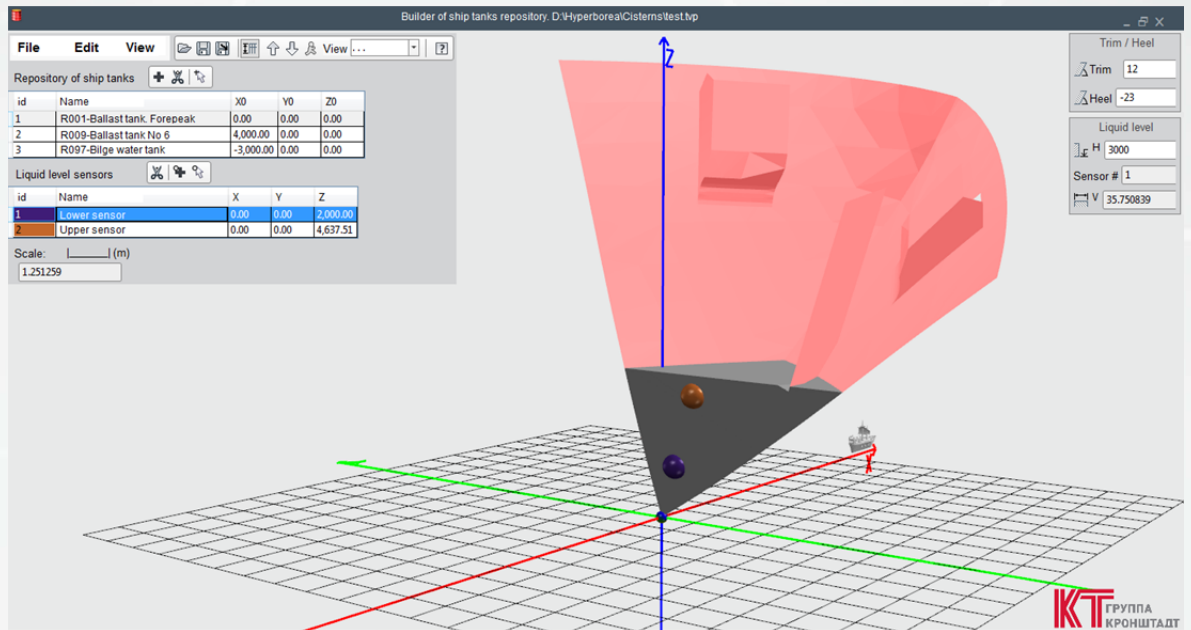 Builder of ship tanks repository. D:\Hyperborea\Cisterns\test.tvp
File Edit View View ... ?
Repository of ship tanks
id Name X0 Y0 Z0
1 R001-Ballast tank. Forepeak 0.00 0.00 0.00
2 R009-Ballast tank No 6 4,000.00 0.00 0.00
3 R097-Bilge water tank -3,000.00 0.00 0.00
Liquid level sensors
id Name X Y Z
1 Lower sensor 0.00 0.00 2,000.00
2 Upper sensor 0.00 0.00 4,637.51
Scale: (m)
1.251259
Z
X
Trim / Heel
Trim 12
Heel -23
Liquid level
H 3000
Sensor # 1
V 35.750839
КТ ГРУППА
КРОНШТАДТ